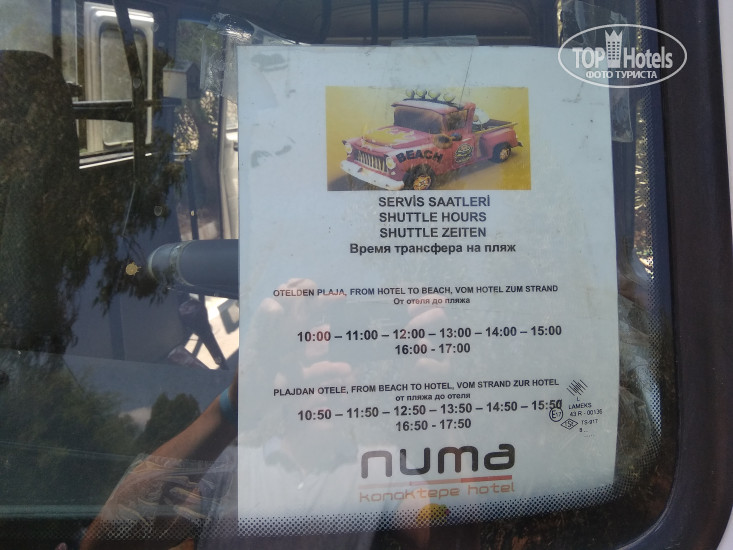 TOP Hotels
ФОТО ТУРИСТА
BEACH
SERVİS SAATLERİ
SHUTTLE HOURS
SHUTTLE ZEITEN
Время трансфера на пляж
OTELDEN PLAJA, FROM HOTEL TO BEACH, VOM HOTEL ZUM STRAND
От отеля до пляжа
10:00 – 11:00 – 12:00 – 13:00 – 14:00 – 15:00
16:00 - 17:00
PLAJDAN OTELE, FROM BEACH TO HOTEL, VOM STRAND ZUR HOTEL
от пляжа до отеля
10:50 – 11:50 – 12:50 – 13:50 – 14:50 – 15:50
16:50 - 17:50
LAMEKS
43 R - 00136
numa
konaktepe hotel